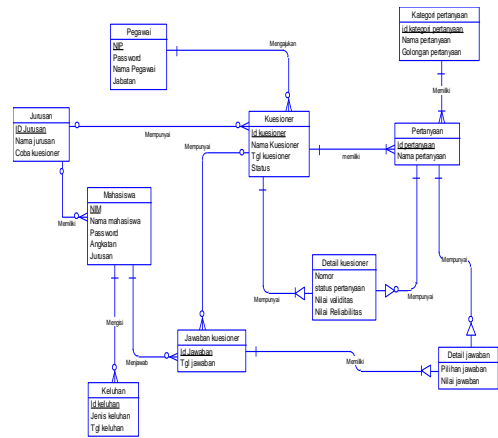 Kategori pertanyaan
id kategori pertanyaan
Nama pertanyaan
Golongan pertanyaan
Pegawai
NIP
Password
Nama Pegawai
Jabatan
Mengajukan
Memiliki
Jurusan
ID Jurusan
Nama jurusan
Coba kuesioner
Mempunyai
Mempunyai
Kuesioner
Id kuesioner
Nama Kuesioner
Tgl kuesioner
Status
memiliki
Pertanyaan
Id pertanyaan
Nama pertanyaan
Memiliki
Mahasiswa
NIM
Nama mahasiswa
Password
Angkatan
Jurusan
Detail kuesioner
Nomor
status pertanyaan
Nilai validitas
Nilai Reliabilitas
Mempunyai
Mempunyai
Mempunyai
Mengisi
Menjawab
Jawaban kuesioner
Id Jawaban
Tgl jawaban
Memiliki
Detail jawaban
Pilihan jawaban
Nilai jawaban
Keluhan
Id keluhan
Jenis keluhan
Tgl keluhan